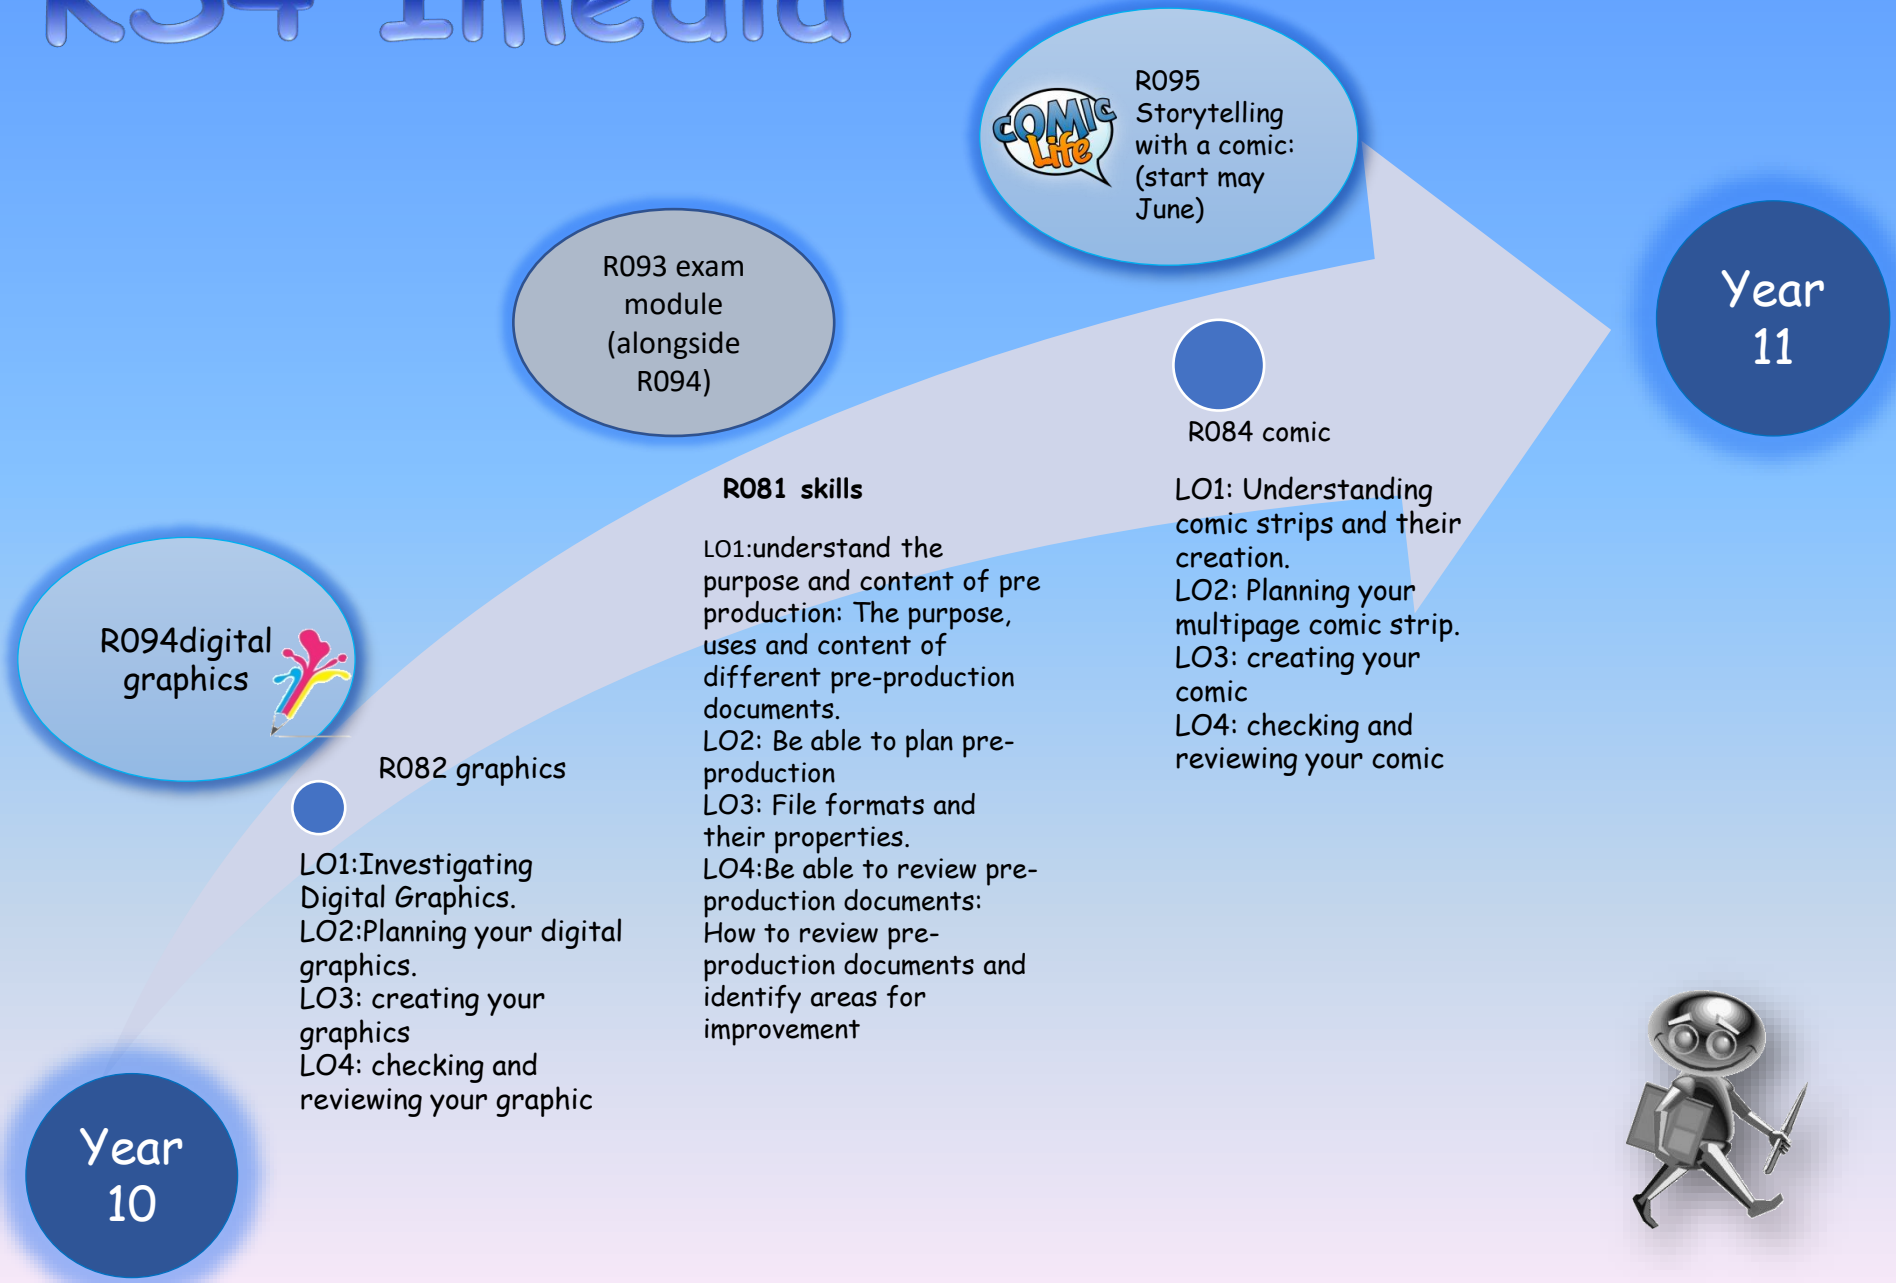 KS4 Imedia
COMIC
Life
R095
Storytelling
with a comic:
(start may
June)
R093 exam
module
(alongside
R094)
Year
11
R084 comic
LO1: Understanding
comic strips and their
creation.
LO2: Planning your
multipage comic strip.
LO3: creating your
comic
LO4: checking and
reviewing your comic
R081 skills
LO1:understand the
purpose and content of pre
production: The purpose,
uses and content of
different pre-production
documents.
LO2: Be able to plan pre-
production
LO3: File formats and
their properties.
LO4:Be able to review pre-
production documents:
How to review pre-
production documents and
identify areas for
improvement
R094digital
graphics
R082 graphics
LO1:Investigating
Digital Graphics.
LO2:Planning your digital
graphics.
LO3: creating your
graphics
LO4: checking and
reviewing your graphic
Year
10